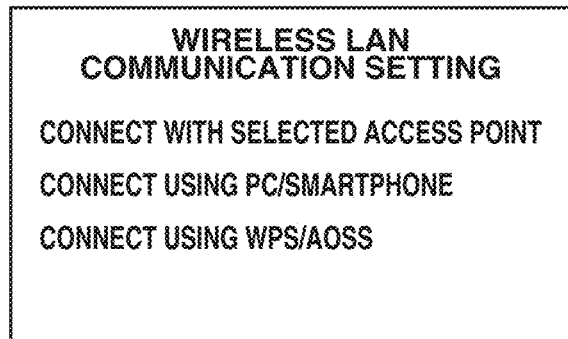 WIRELESS LAN
COMMUNICATION SETTING
CONNECT WITH SELECTED ACCESS POINT
CONNECT USING PC/SMARTPHONE
CONNECT USING WPS/AOSS